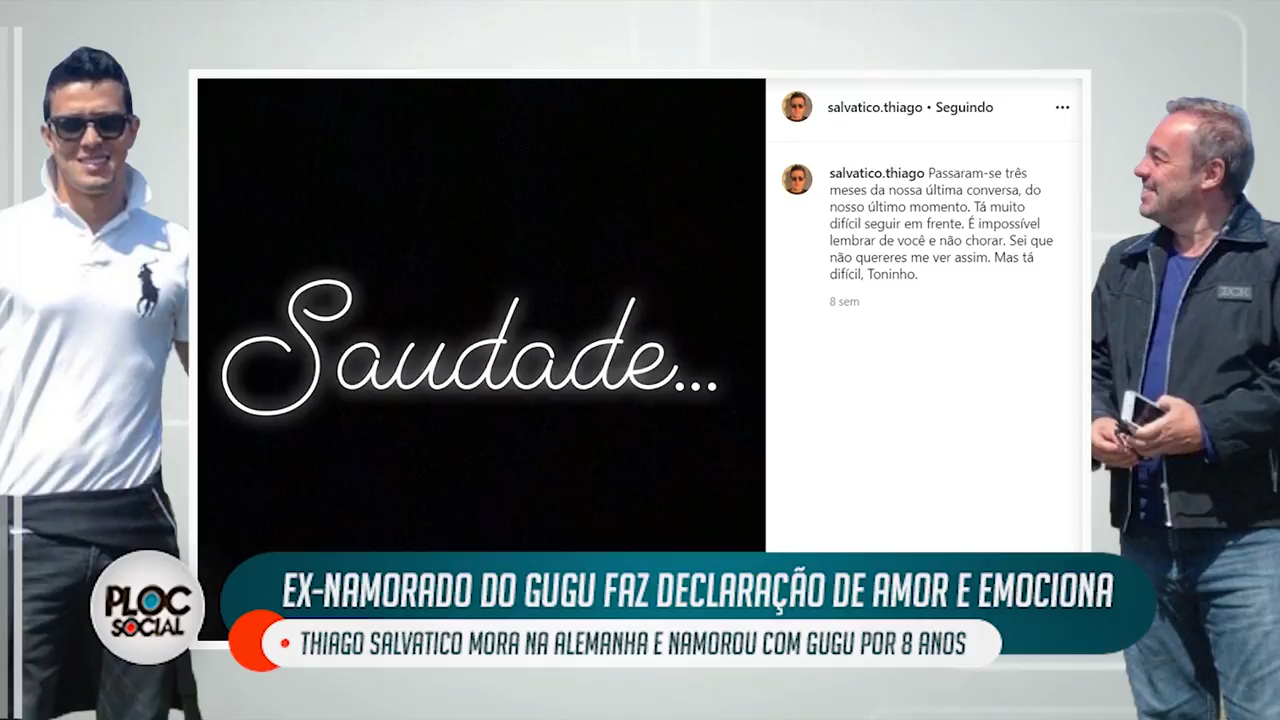 Saudade...
salvatico.thiago • Seguindo
salvatico.thiago Passaram-se três
meses da nossa última conversa, do
nosso último momento. Tá muito
difícil seguir em frente. É impossível
lembrar de você e não chorar. Sei que
não quereres me ver assim. Mas tá
difícil, Toninho.
8 sem
PLOC
SOCIAL
EX-NAMORADO DO GUGU FAZ DECLARAÇÃO DE AMOR E EMOCIONA
• THIAGO SALVATICO MORA NA ALEMANHA E NAMOROU COM GUGU POR 8 ANOS